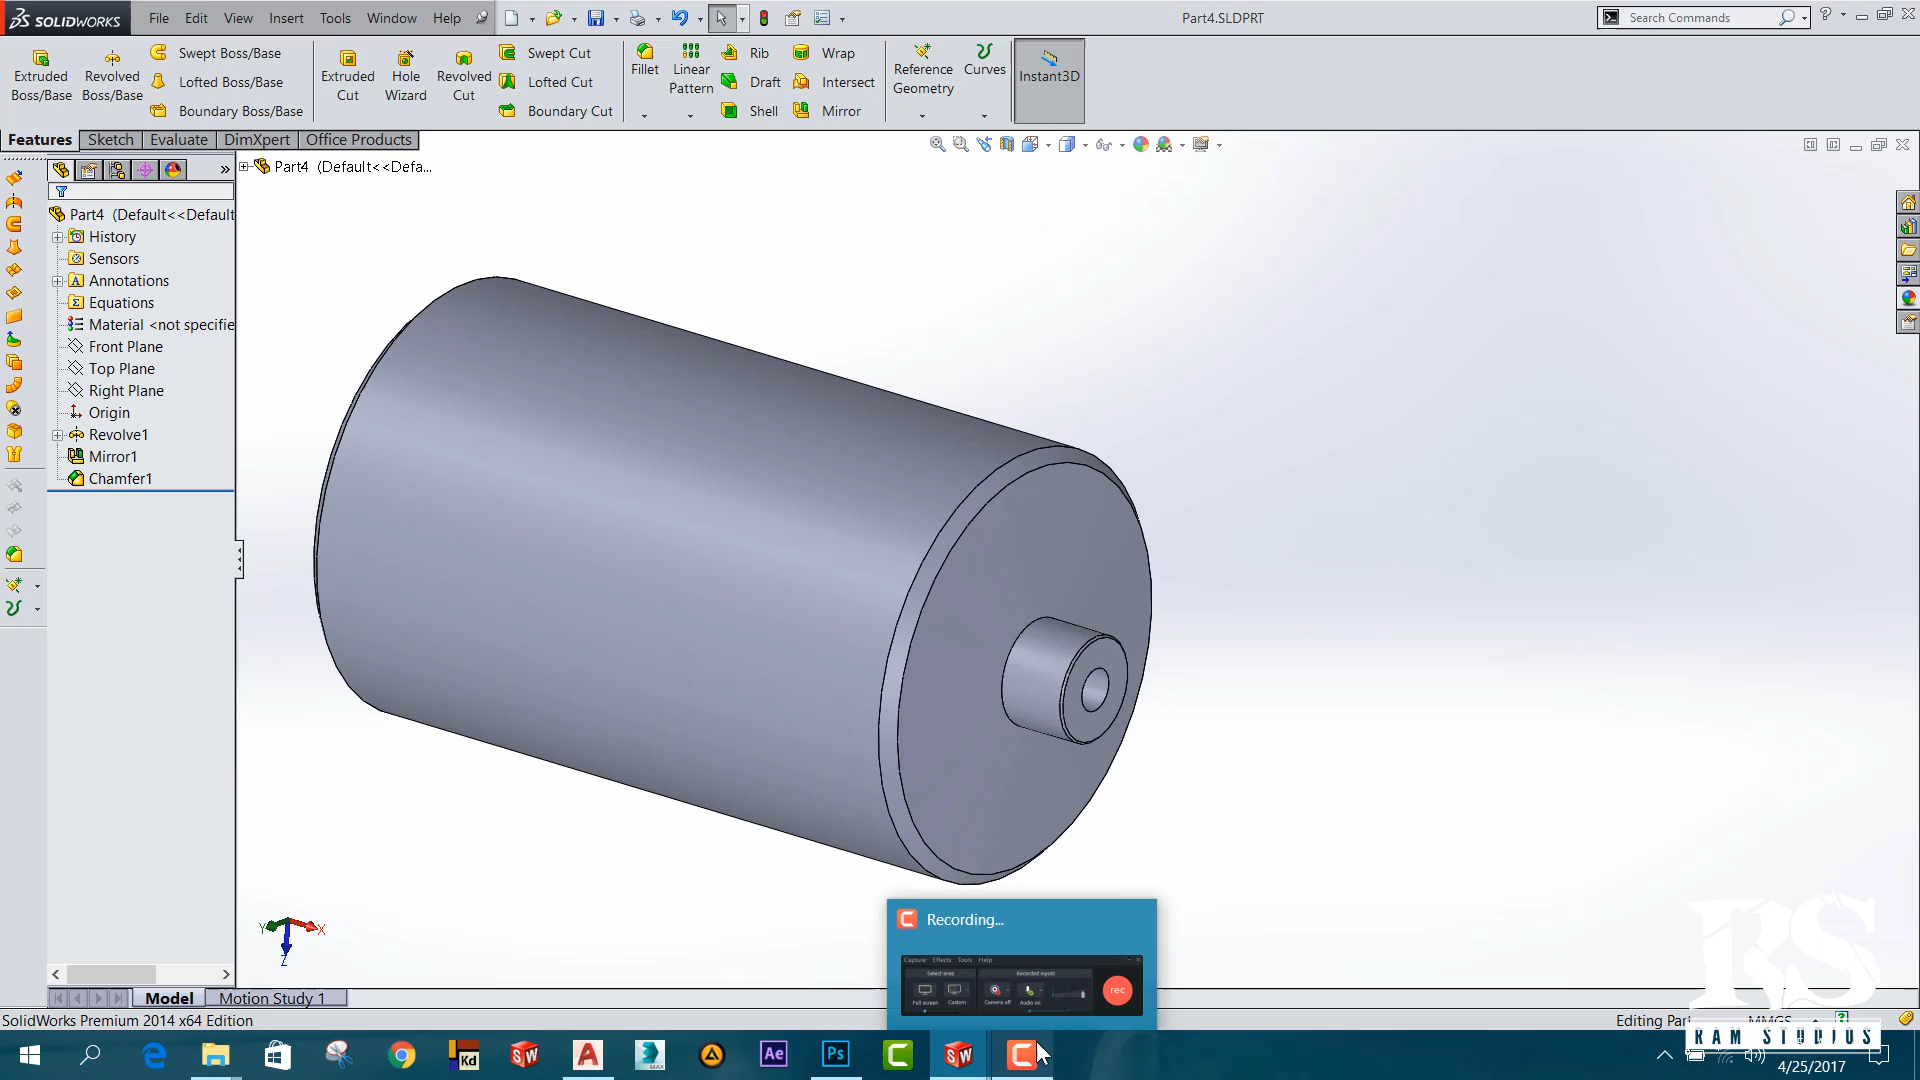 SOLIDWORKS File Edit View Insert Tools Window Help Part4.SLDPRT Search Commands
Extruded Boss/Base
Revolved Boss/Base
Swept Boss/Base
Lofted Boss/Base
Boundary Boss/Base
Extruded Cut
Hole Wizard
Revolved Cut
Swept Cut
Lofted Cut
Boundary Cut
Fillet
Linear Pattern
Rib
Draft
Shell
Wrap
Intersect
Mirror
Reference Geometry
Curves
Instant3D
Features Sketch Evaluate DimXpert Office Products
Part4 (Default<<Defa...
Part4 (Default<<Default
History
Sensors
Annotations
Equations
Material <not specifie
Front Plane
Top Plane
Right Plane
Origin
Revolve1
Mirror1
Chamfer1
Y X
Z
Recording...
Capture Effects Tools Help
Select area Recorded inputs
Full screen Custom Camera off Audio on rec
Model Motion Study 1
SolidWorks Premium 2014 x64 Edition
Editing Par
MMGS
RS
RAM STUDIOS
Kd SW A MAX Ae Ps C SW C
4/25/2017